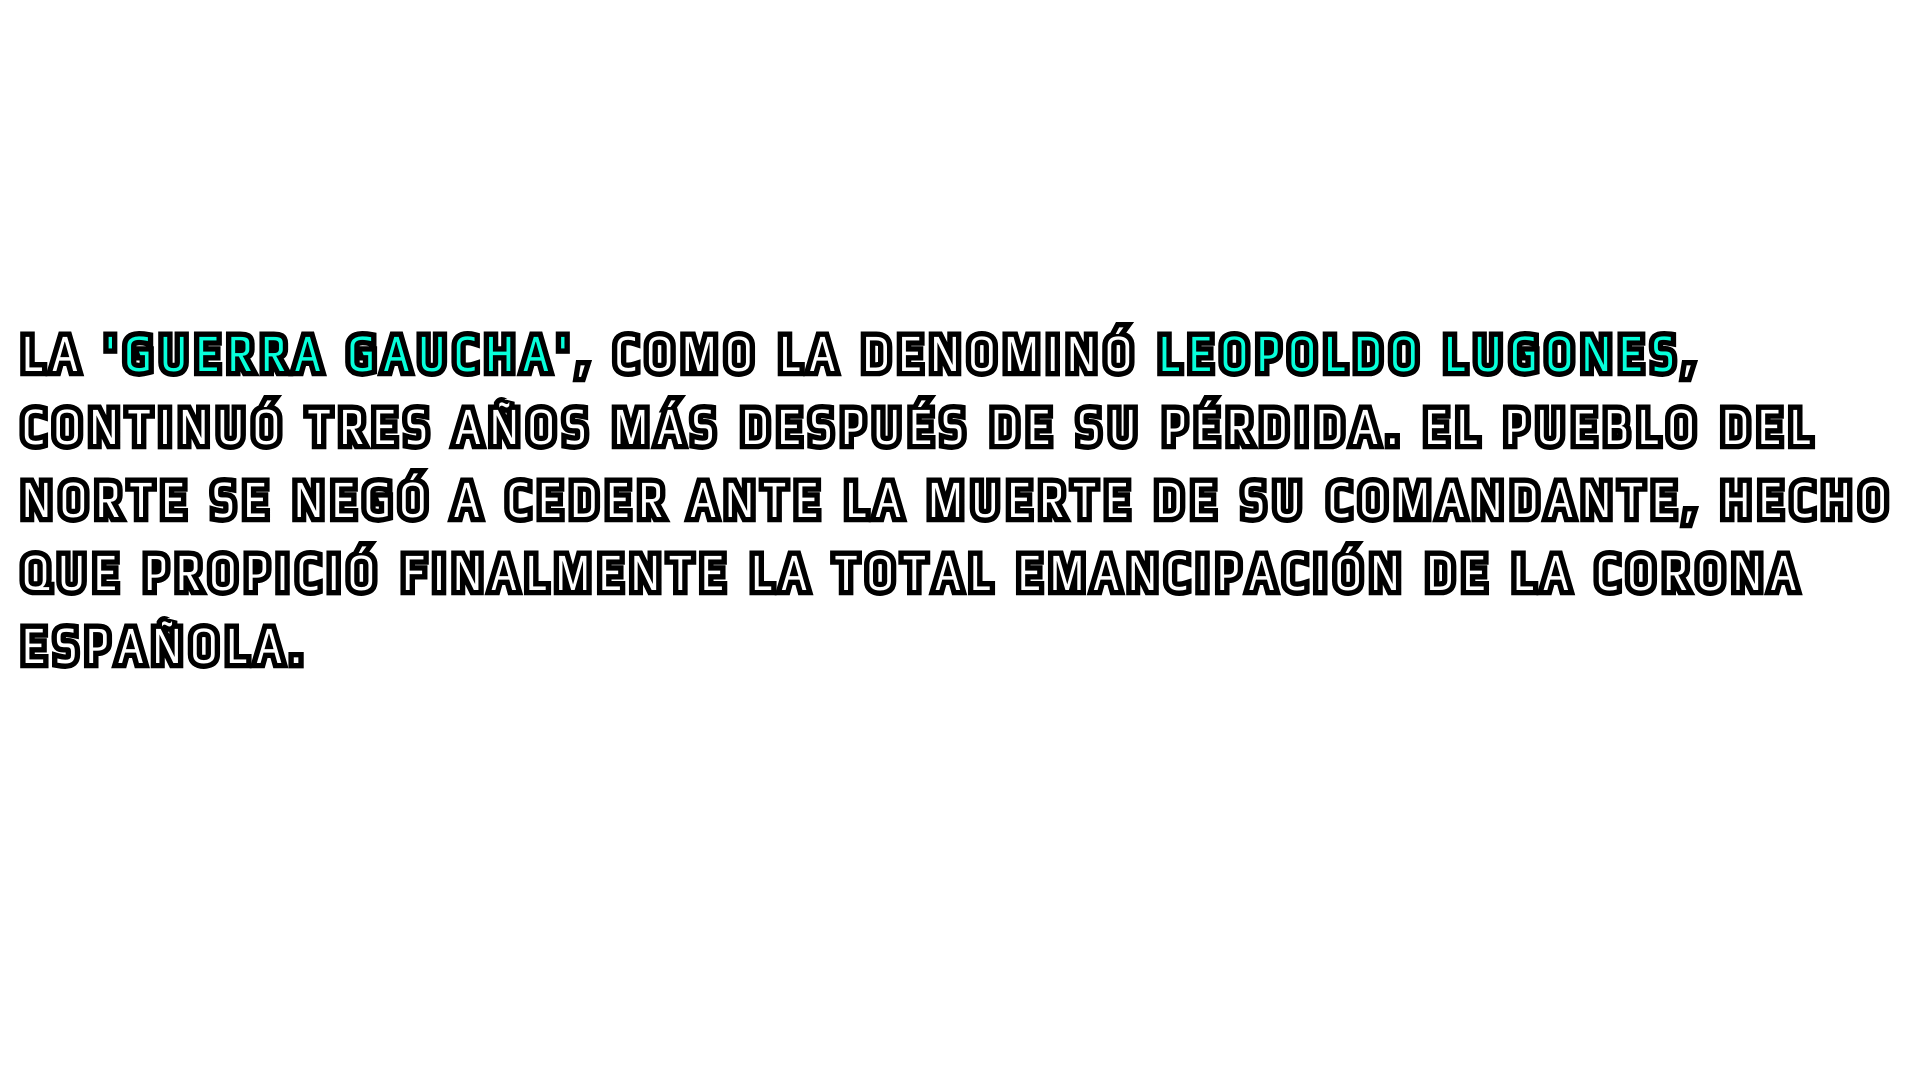 LA 'GUERRA GAUCHA', COMO LA DENOMINÓ LEOPOLDO LUGONES,
CONTINUÓ TRES AÑOS MÁS DESPUÉS DE SU PÉRDIDA. EL PUEBLO DEL
NORTE SE NEGÓ A CEDER ANTE LA MUERTE DE SU COMANDANTE, HECHO
QUE PROPICIÓ FINALMENTE LA TOTAL EMANCIPACIÓN DE LA CORONA
ESPAÑOLA.